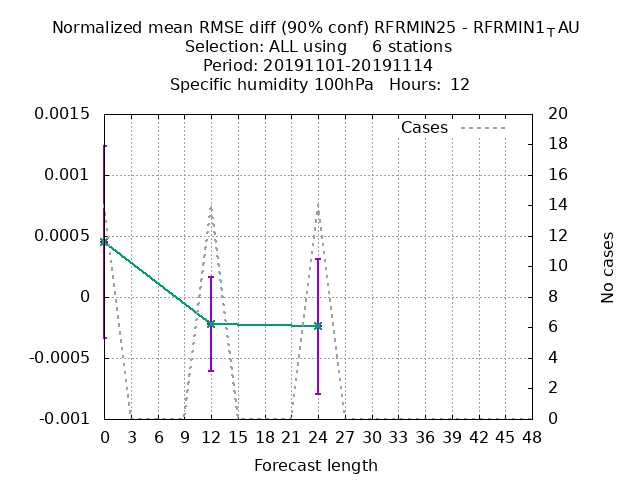 Normalized mean RMSE diff (90% conf) RFRMIN25 - RFRMIN1TAU
Selection: ALL using 6 stations
Period: 20191101-20191114
Specific humidity 100hPa Hours: 12
Cases
0.0015
0.001
0.0005
0
-0.0005
-0.001
20
18
16
14
12
10
8
6
4
2
0
No cases
0 3 6 9 12 15 18 21 24 27 30 33 36 39 42 45 48
Forecast length